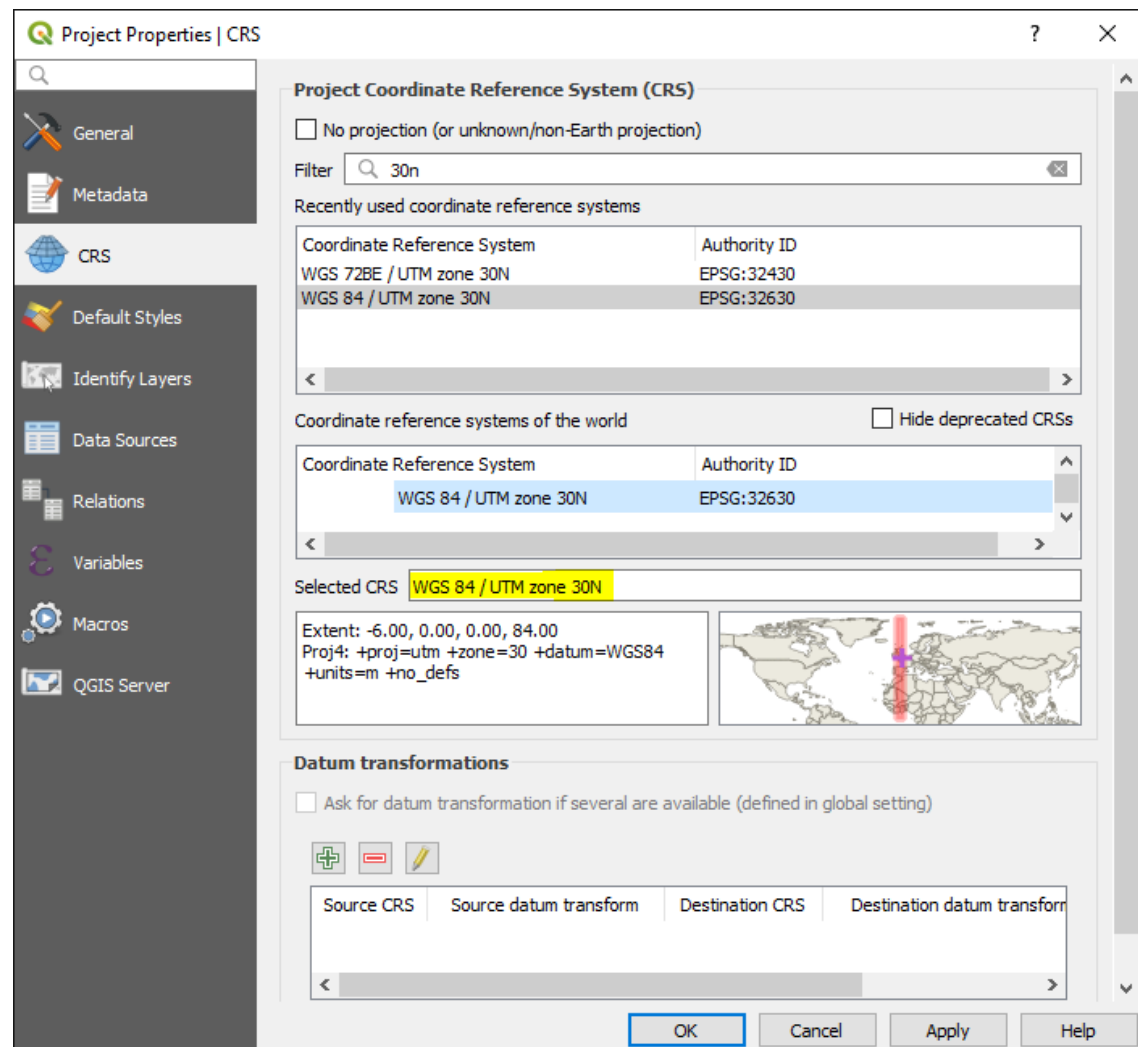 Project Properties | CRS
?
General
Metadata
CRS
Default Styles
Identify Layers
Data Sources
Relations
Variables
Macros
QGIS Server
Project Coordinate Reference System (CRS)
No projection (or unknown/non-Earth projection)
Filter 30n
Recently used coordinate reference systems
Coordinate Reference System Authority ID
WGS 72BE / UTM zone 30N EPSG:32430
WGS 84 / UTM zone 30N EPSG:32630
Coordinate reference systems of the world Hide deprecated CRSs
Coordinate Reference System Authority ID
WGS 84 / UTM zone 30N EPSG:32630
Selected CRS WGS 84 / UTM zone 30N
Extent: -6.00, 0.00, 0.00, 84.00
Proj4: +proj=utm +zone=30 +datum=WGS84
+units=m +no_defs
Datum transformations
Ask for datum transformation if several are available (defined in global setting)
Source CRS Source datum transform Destination CRS Destination datum transform
OK Cancel Apply Help